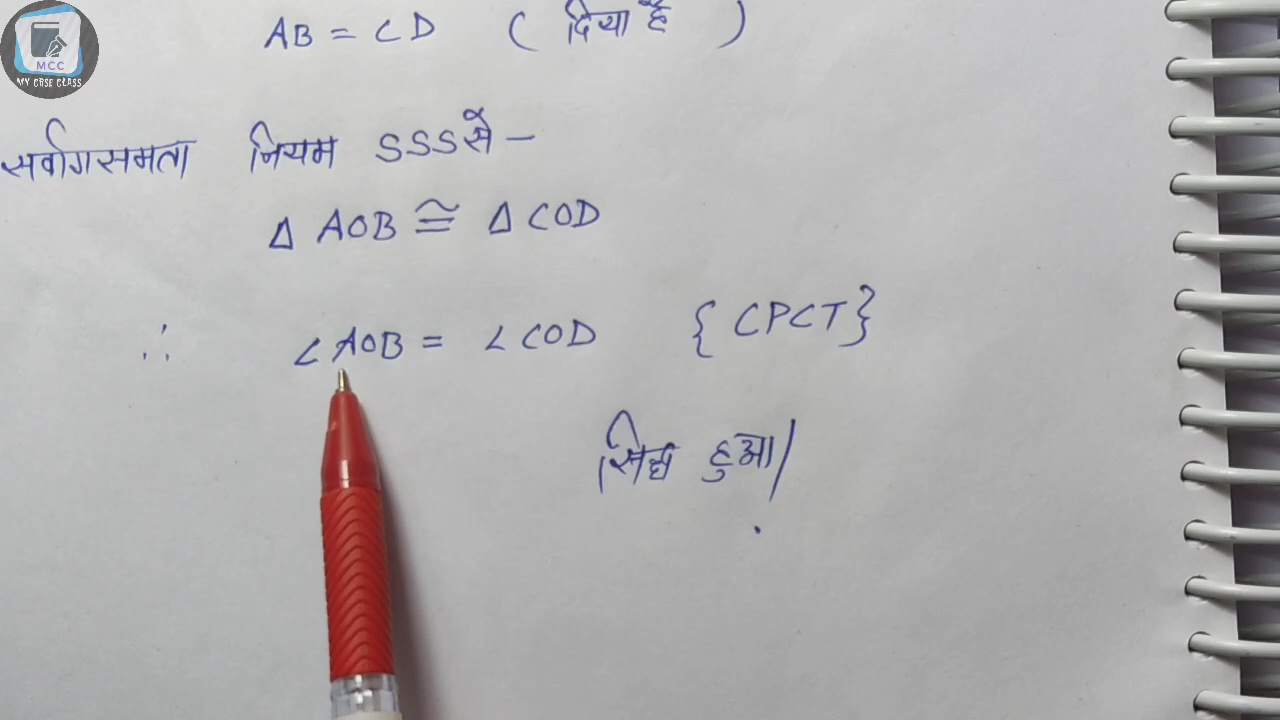 AB = CD ( दिया है )
MCC
MY CBSE CLASS
सर्वागसमता नियम SSS से –
Δ AOB ≅ Δ COD
∴ ∠AOB = ∠COD { CPCT}
सिद्ध हुआ/